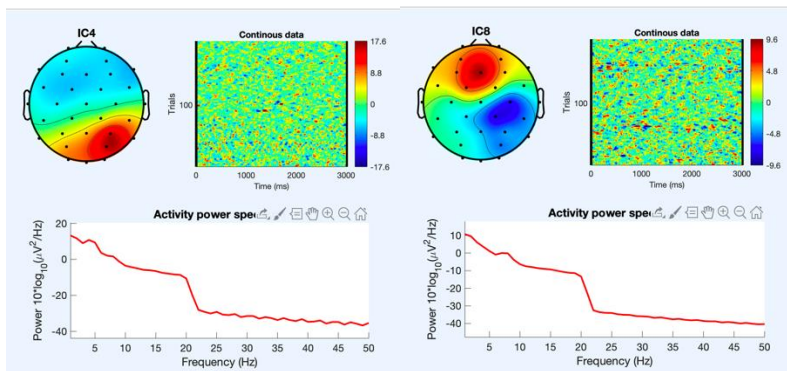 IC4
Continous data
17.6
8.8
0
-8.8
-17.6
Trials
100
0 1000 2000 3000
Time (ms)
Activity power spe
20
0
-20
-40
Power 10*log10(μV2/Hz)
5 10 15 20 25 30 35 40 45 50
Frequency (Hz)
IC8
Continous data
9.6
4.8
0
-4.8
-9.6
Trials
100
0 1000 2000 3000
Time (ms)
Activity power spe
10
0
-10
-20
-30
-40
Power 10*log10(μV2/Hz)
5 10 15 20 25 30 35 40 45 50
Frequency (Hz)